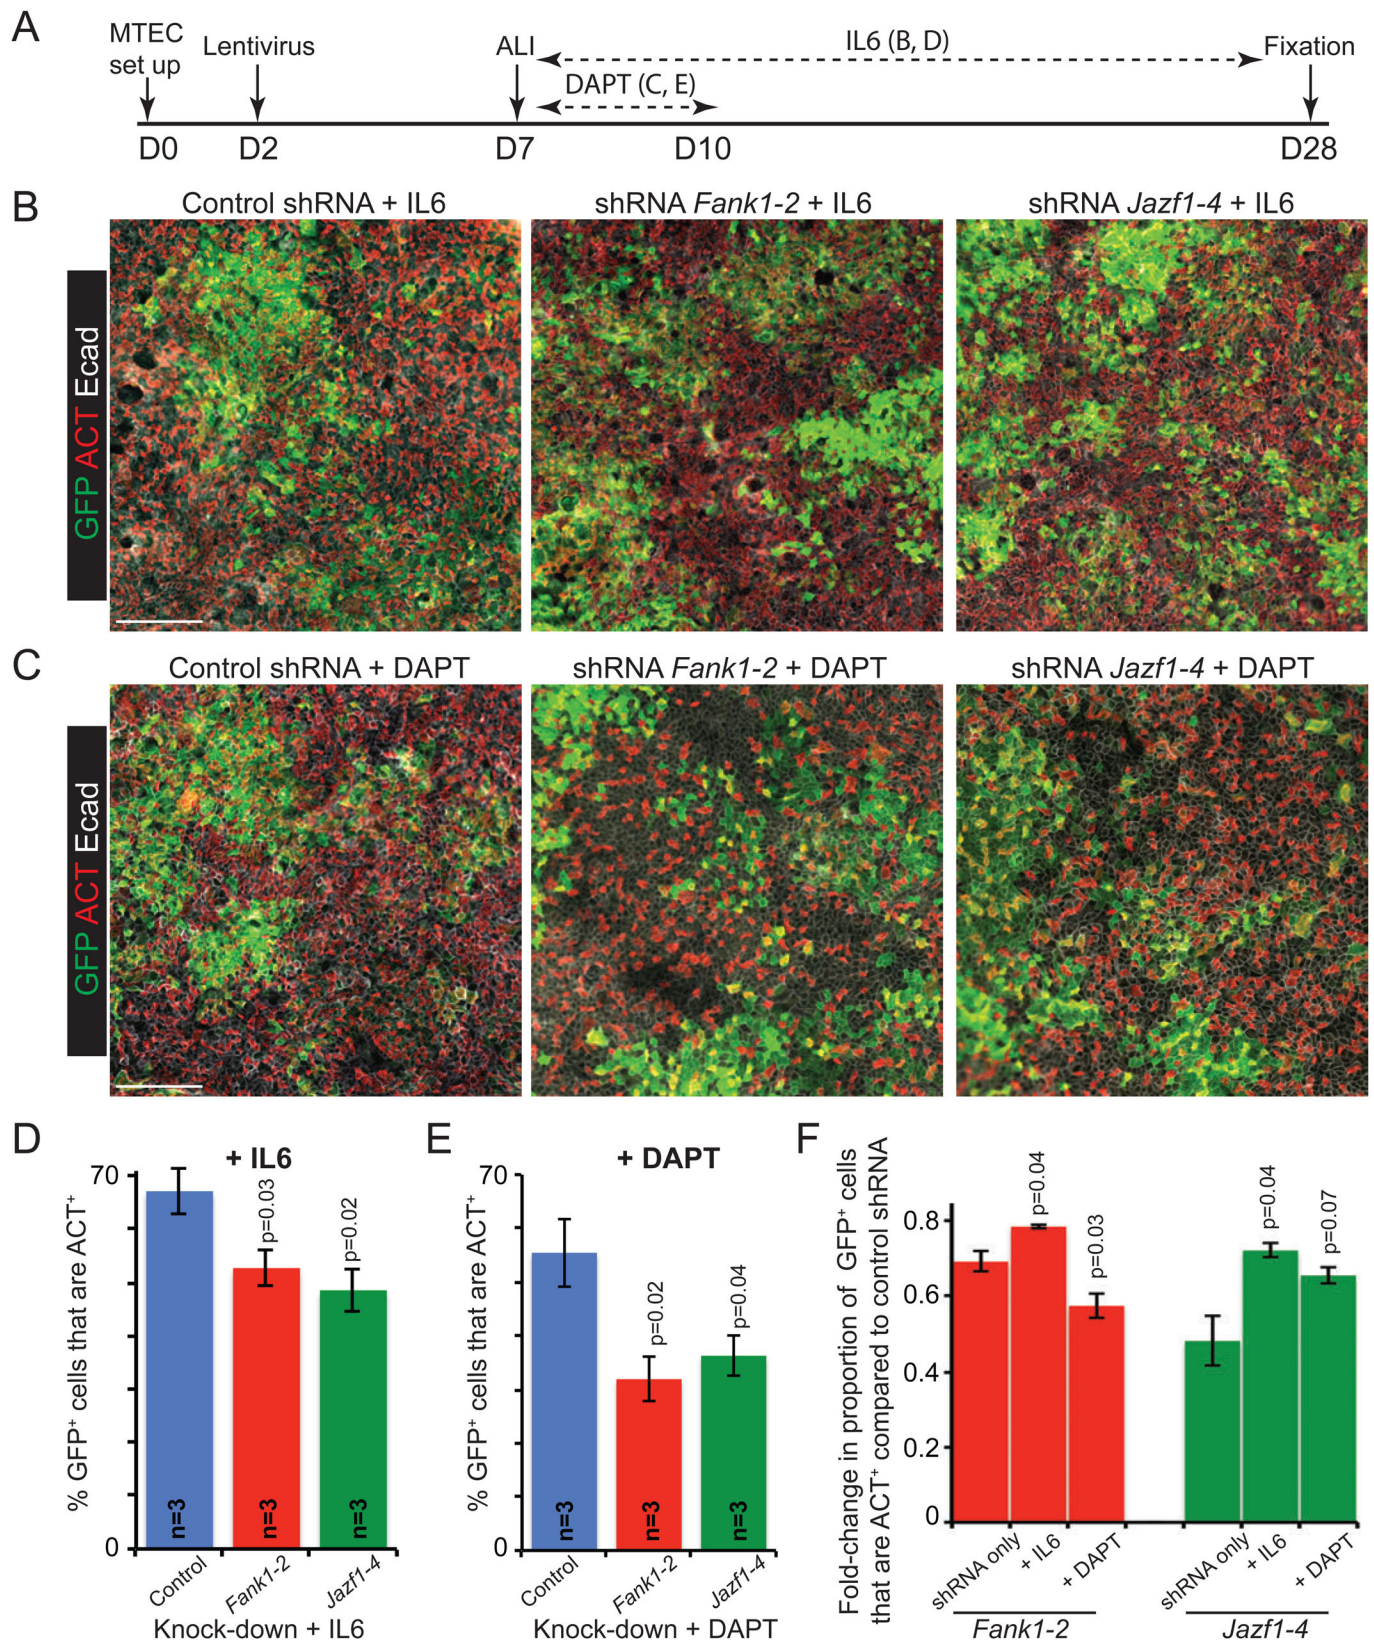 A
MTEC
set up
Lentivirus
ALI
IL6 (B, D)
Fixation
DAPT (C, E)
D0
D2
D7
D10
D28
B
Control shRNA + IL6
shRNA Fank1-2 + IL6
shRNA Jazf1-4 + IL6
GFP ACT Ecad
C
Control shRNA + DAPT
shRNA Fank1-2 + DAPT
shRNA Jazf1-4 + DAPT
GFP ACT Ecad
D
+ IL6
% GFP+ cells that are ACT+
70
0
p=0.03
p=0.02
n=3
n=3
n=3
Control
Fank1-2
Jazf1-4
Knock-down + IL6
E
+ DAPT
% GFP+ cells that are ACT+
70
0
p=0.02
p=0.04
n=3
n=3
n=3
Control
Fank1-2
Jazf1-4
Knock-down + DAPT
F
Fold-change in proportion of GFP+ cells
that are ACT+ compared to control shRNA
0.8
0.6
0.4
0.2
0
p=0.04
p=0.03
p=0.04
p=0.07
shRNA only
+ IL6
+ DAPT
shRNA only
+ IL6
+ DAPT
Fank1-2
Jazf1-4